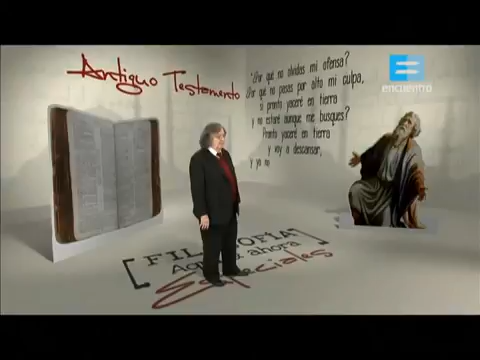 Antiguo Testamento
"¿Por qué no olvidas mi ofensa?
¿Por qué no pasas por alto mi culpa,
si pronto yaceré en tierra
y no estaré aunque me busques?
Pronto yaceré en tierra
y voy a descansar,
y ya no
encuentro
[FILOSOFÍA
ahora]
Especiales